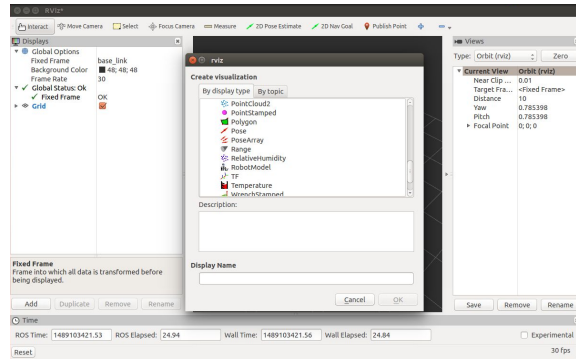 RViz*
Interact Move Camera Select Focus Camera Measure 2D Pose Estimate 2D Nav Goal Publish Point
Displays
Global Options
Fixed Frame base_link
Background Color 48; 48; 48
Frame Rate 30
Global Status: Ok
Fixed Frame OK
Grid
Fixed Frame
Frame into which all data is transformed before
being displayed.
Add Duplicate Remove Rename
rviz
Create visualization
By display type By topic
PointCloud2
PointStamped
Polygon
Pose
PoseArray
Range
RelativeHumidity
RobotModel
TF
Temperature
WrenchStamped
Description:
Display Name
Cancel OK
Views
Type: Orbit (rviz) Zero
Current View Orbit (rviz)
Near Clip ... 0.01
Target Fra... <Fixed Frame>
Distance 10
Yaw 0.785398
Pitch 0.785398
Focal Point 0; 0; 0
Save Remove Rename
Time
ROS Time: 1489103421.53 ROS Elapsed: 24.94 Wall Time: 1489103421.56 Wall Elapsed: 24.84 Experimental
Reset 30 fps